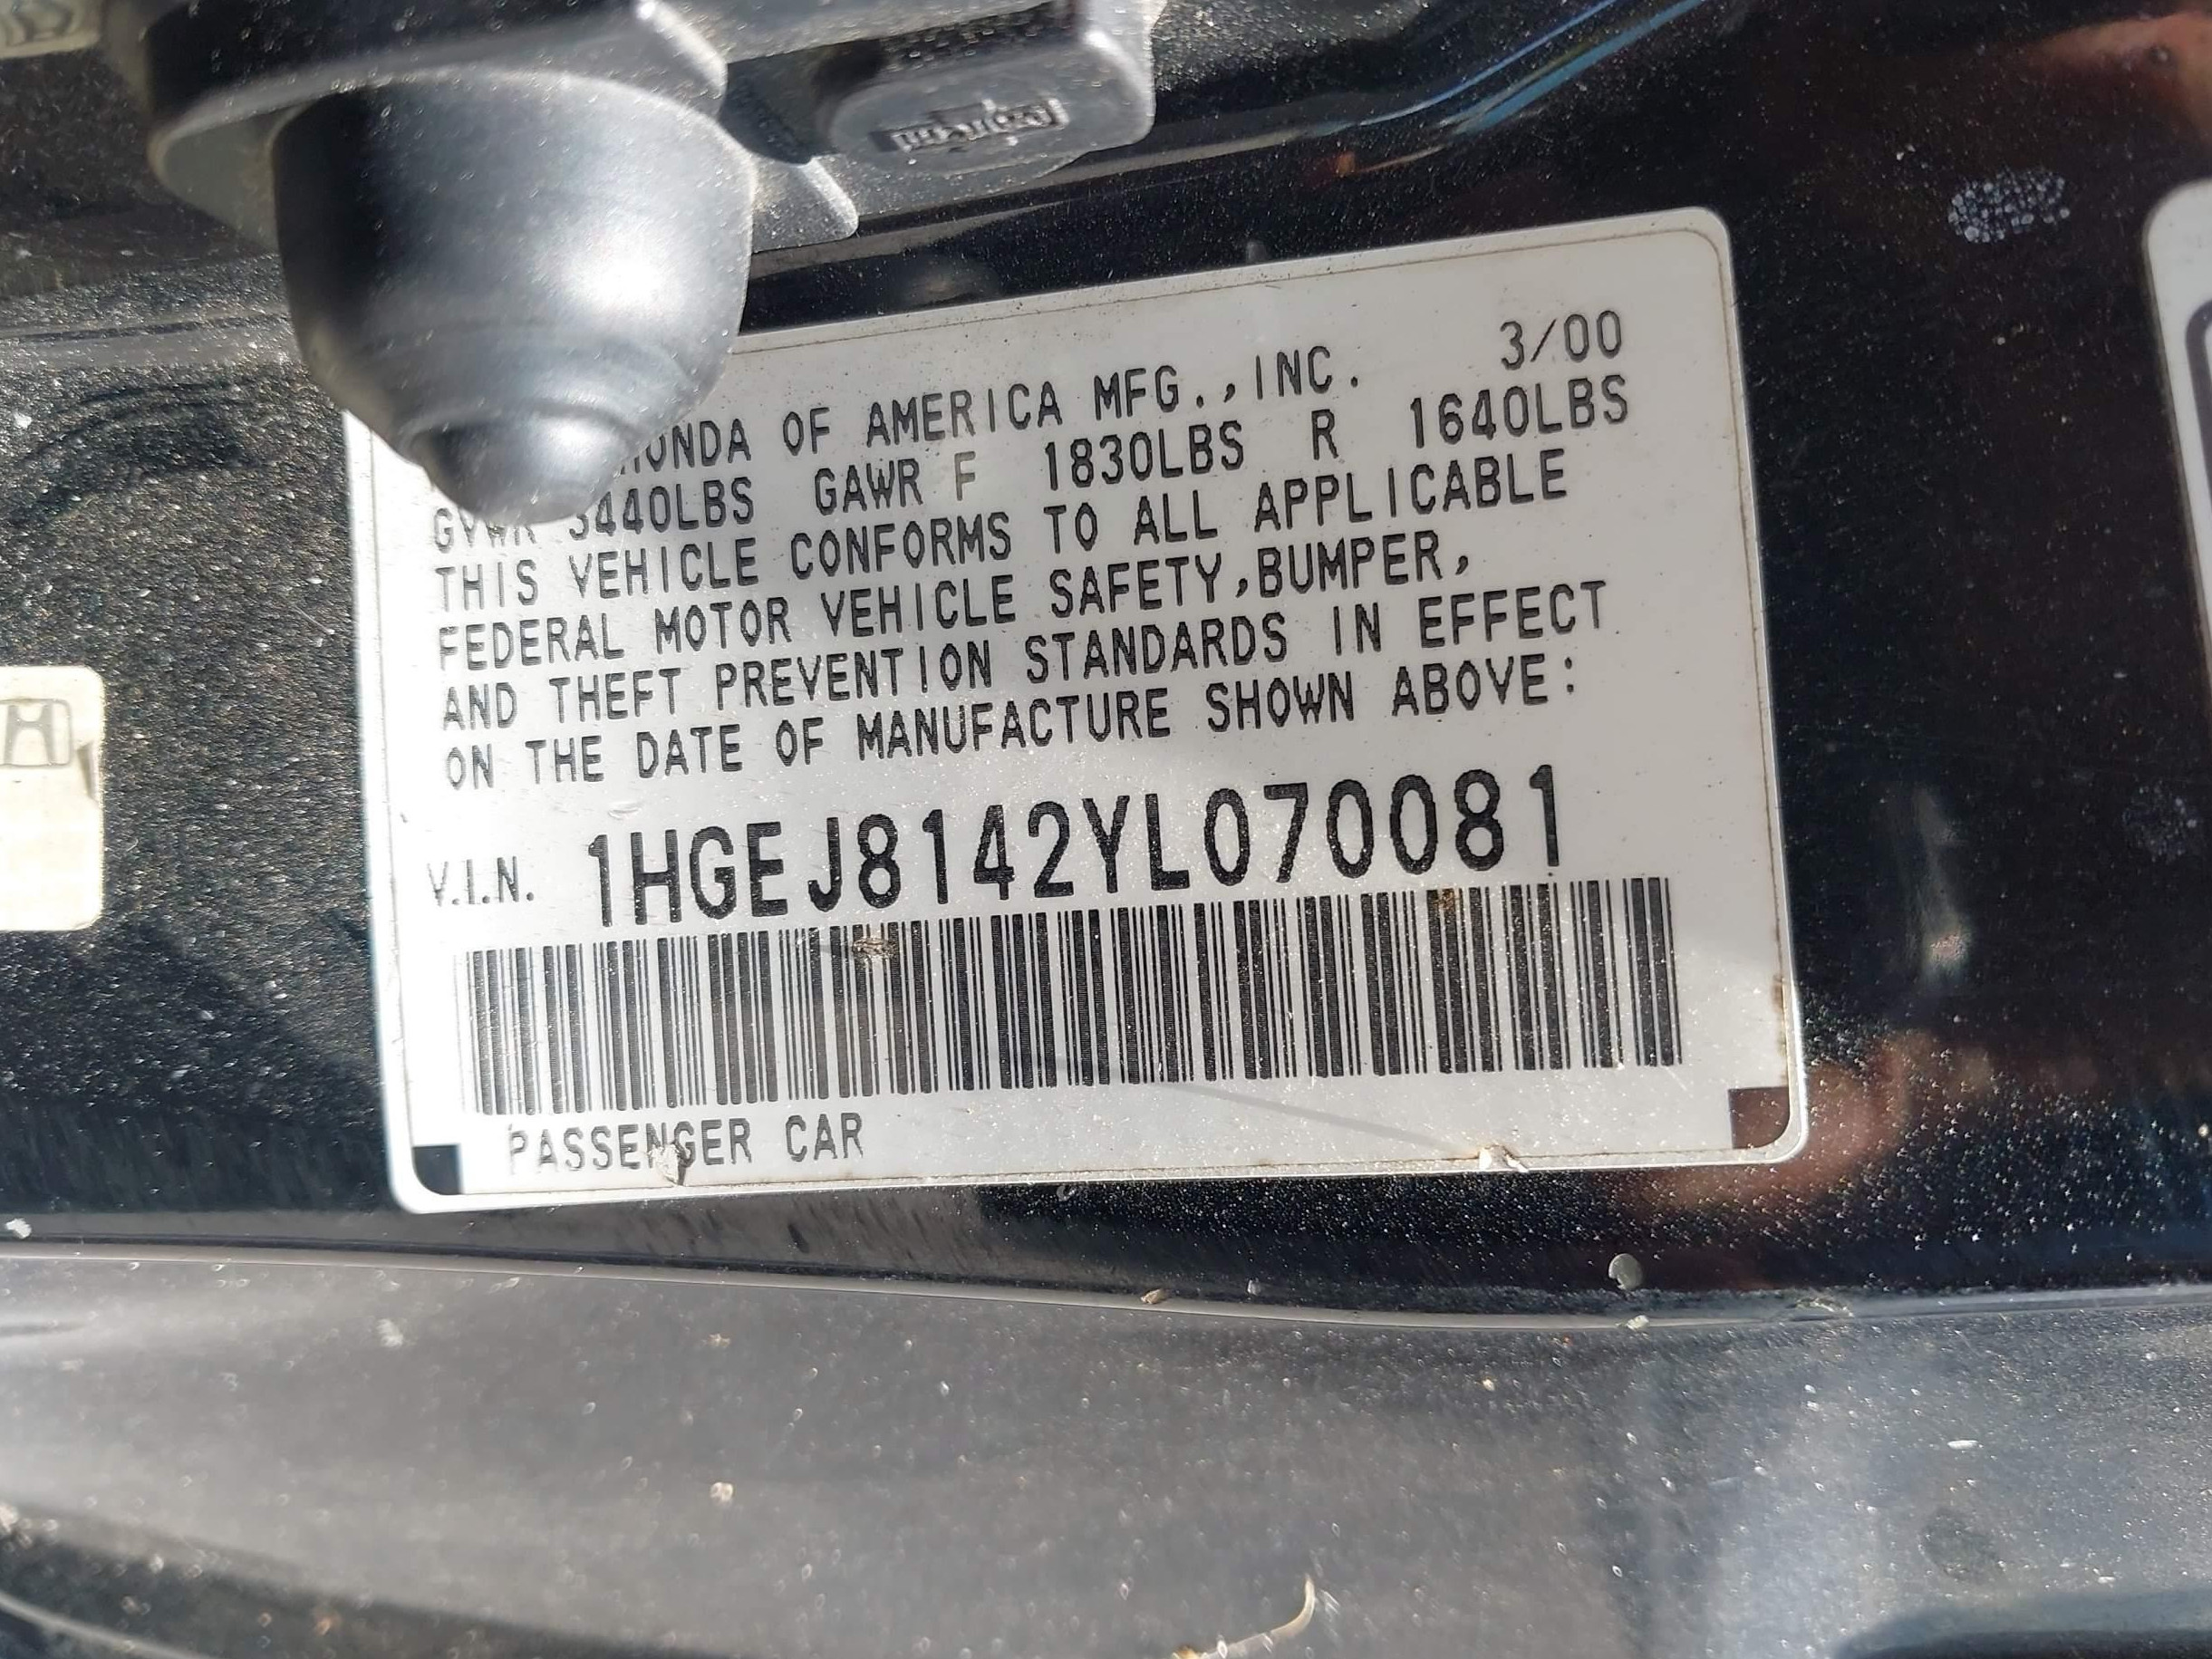 HONDA OF AMERICA MFG.,INC. 3/00
GVWR 3440LBS GAWR F 1830LBS R 1640LBS
THIS VEHICLE CONFORMS TO ALL APPLICABLE
FEDERAL MOTOR VEHICLE SAFETY,BUMPER,
AND THEFT PREVENTION STANDARDS IN EFFECT
ON THE DATE OF MANUFACTURE SHOWN ABOVE:
V.I.N. 1HGEJ8142YL070081
PASSENGER CAR